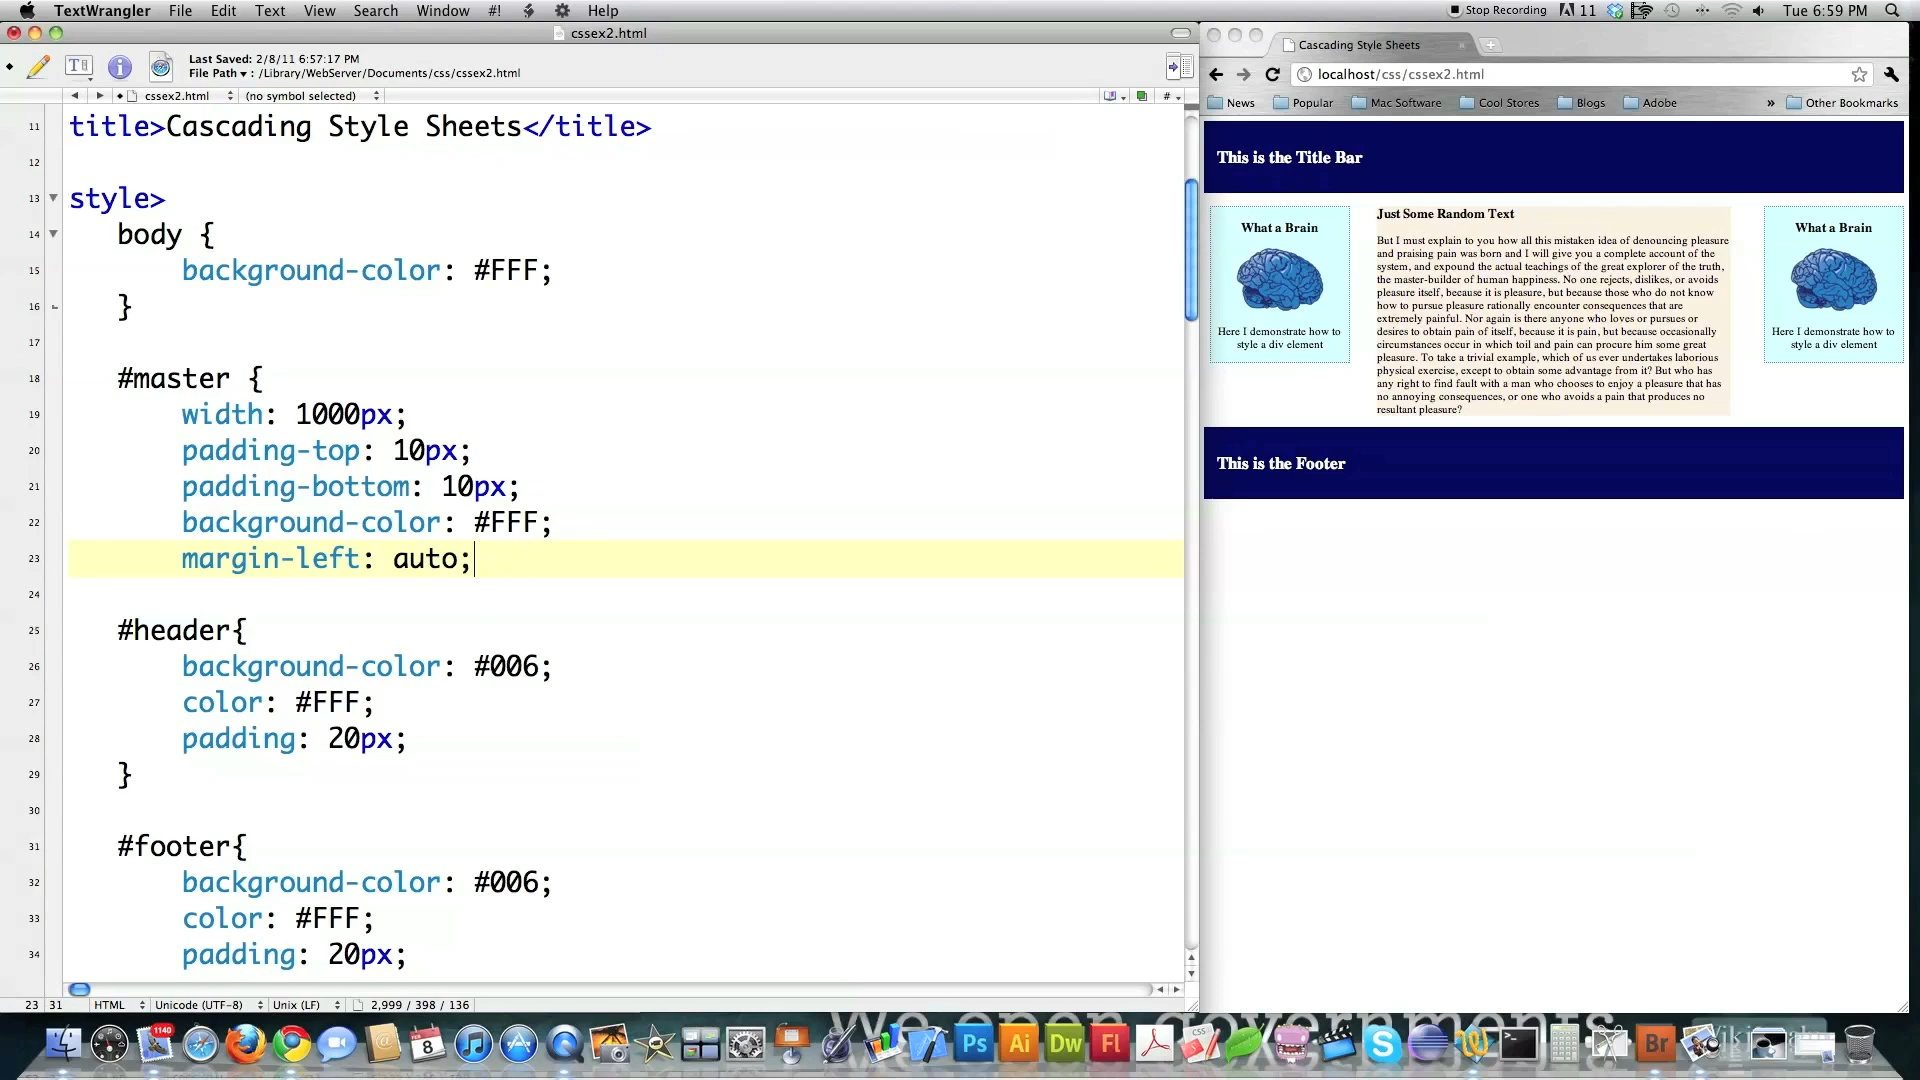 TextWrangler File Edit Text View Search Window #! Help
Stop Recording 11 Tue 6:59 PM
cssex2.html
Last Saved: 2/8/11 6:57:17 PM
File Path ▾ : /Library/WebServer/Documents/css/cssex2.html
cssex2.html (no symbol selected) #
11 title>Cascading Style Sheets</title>
12
13 style>
14 body {
15 background-color: #FFF;
16 }
17
18 #master {
19 width: 1000px;
20 padding-top: 10px;
21 padding-bottom: 10px;
22 background-color: #FFF;
23 margin-left: auto;
24
25 #header{
26 background-color: #006;
27 color: #FFF;
28 padding: 20px;
29 }
30
31 #footer{
32 background-color: #006;
33 color: #FFF;
34 padding: 20px;
23 31 HTML Unicode (UTF-8) Unix (LF) 2,999 / 398 / 136
Cascading Style Sheets
localhost/css/cssex2.html
News Popular Mac Software Cool Stores Blogs Adobe » Other Bookmarks
This is the Title Bar
What a Brain
Here I demonstrate how to
style a div element
Just Some Random Text
But I must explain to you how all this mistaken idea of denouncing pleasure
and praising pain was born and I will give you a complete account of the
system, and expound the actual teachings of the great explorer of the truth,
the master-builder of human happiness. No one rejects, dislikes, or avoids
pleasure itself, because it is pleasure, but because those who do not know
how to pursue pleasure rationally encounter consequences that are
extremely painful. Nor again is there anyone who loves or pursues or
desires to obtain pain of itself, because it is pain, but because occasionally
circumstances occur in which toil and pain can procure him some great
pleasure. To take a trivial example, which of us ever undertakes laborious
physical exercise, except to obtain some advantage from it? But who has
any right to find fault with a man who chooses to enjoy a pleasure that has
no annoying consequences, or one who avoids a pain that produces no
resultant pleasure?
What a Brain
Here I demonstrate how to
style a div element
This is the Footer
We open governments.
1140 8 Ps Ai Dw Fl CSS Br